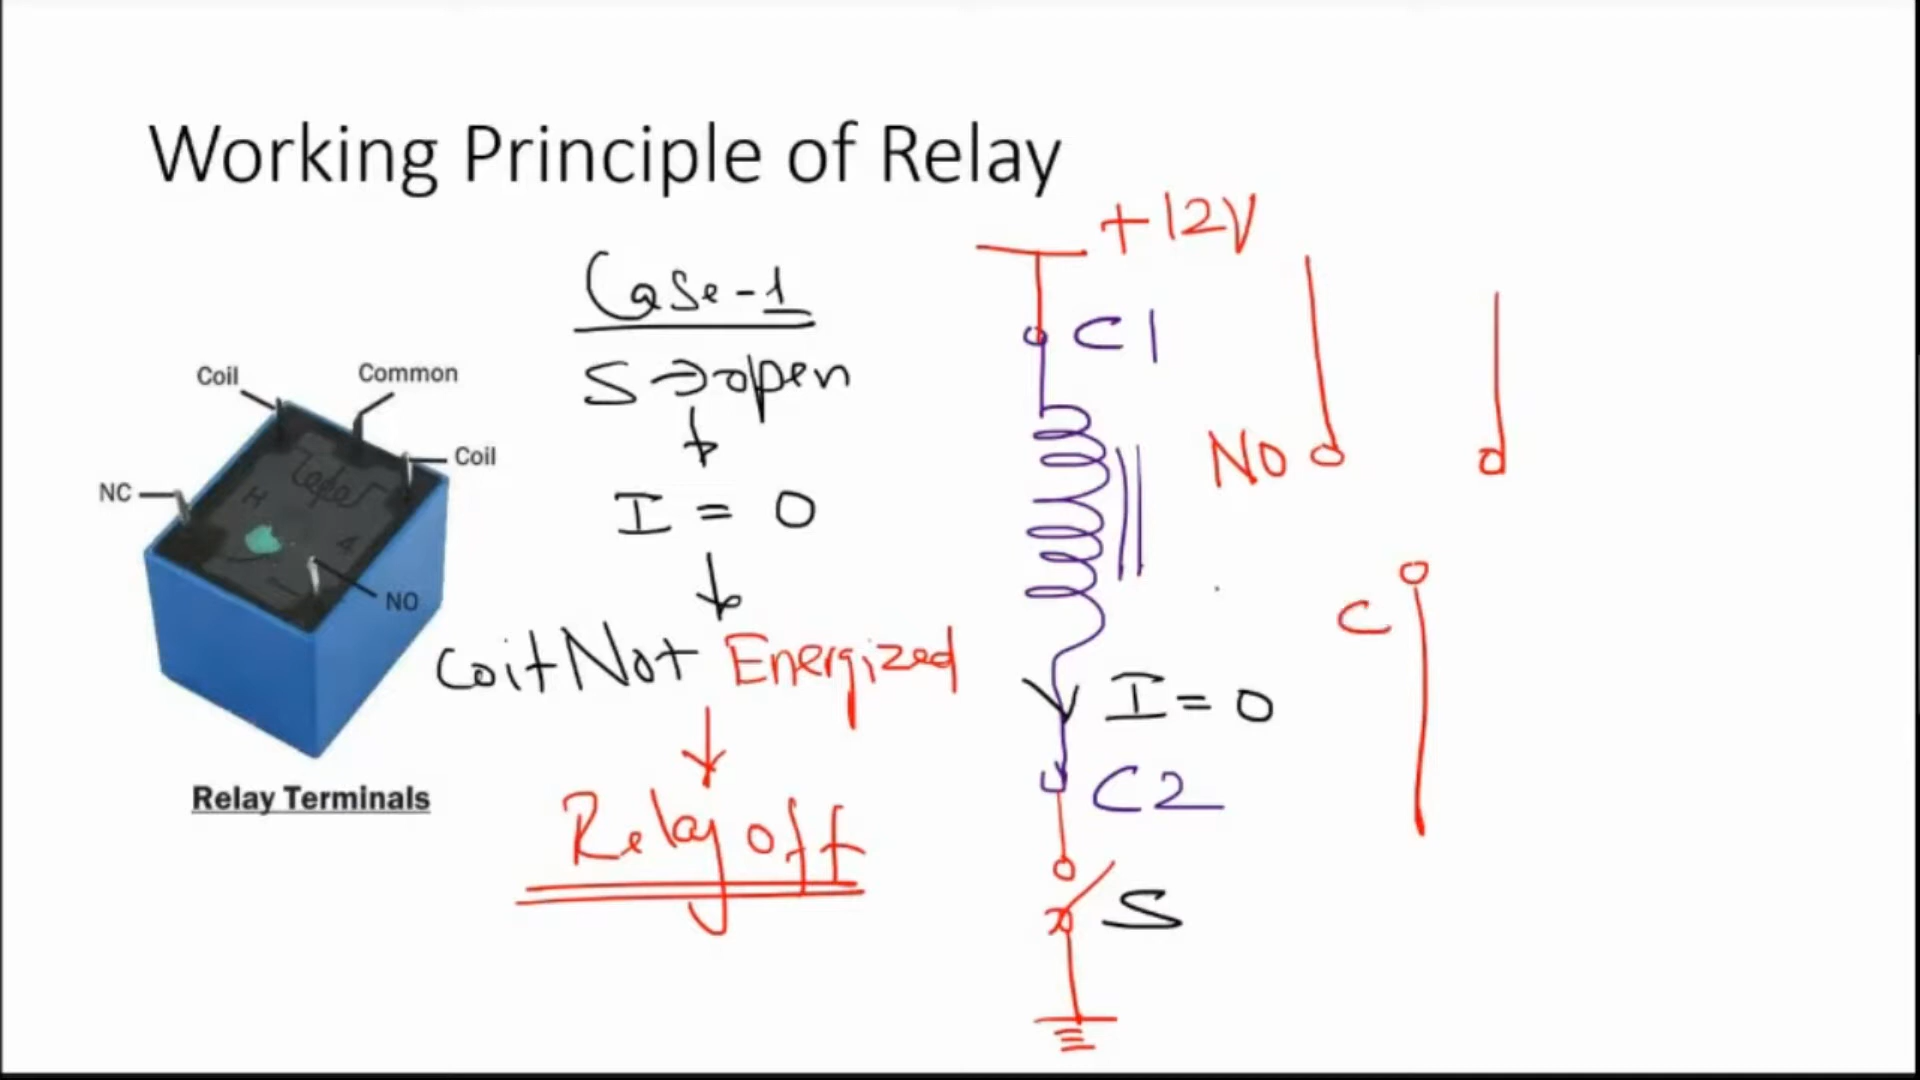 Working Principle of Relay
+12V
Case-1
C1
S → open
Coil
Common
Coil
NC
NO
NO
I = 0
C
Coil Not Energized
I = 0
C2
Relay Terminals
Relay off
S